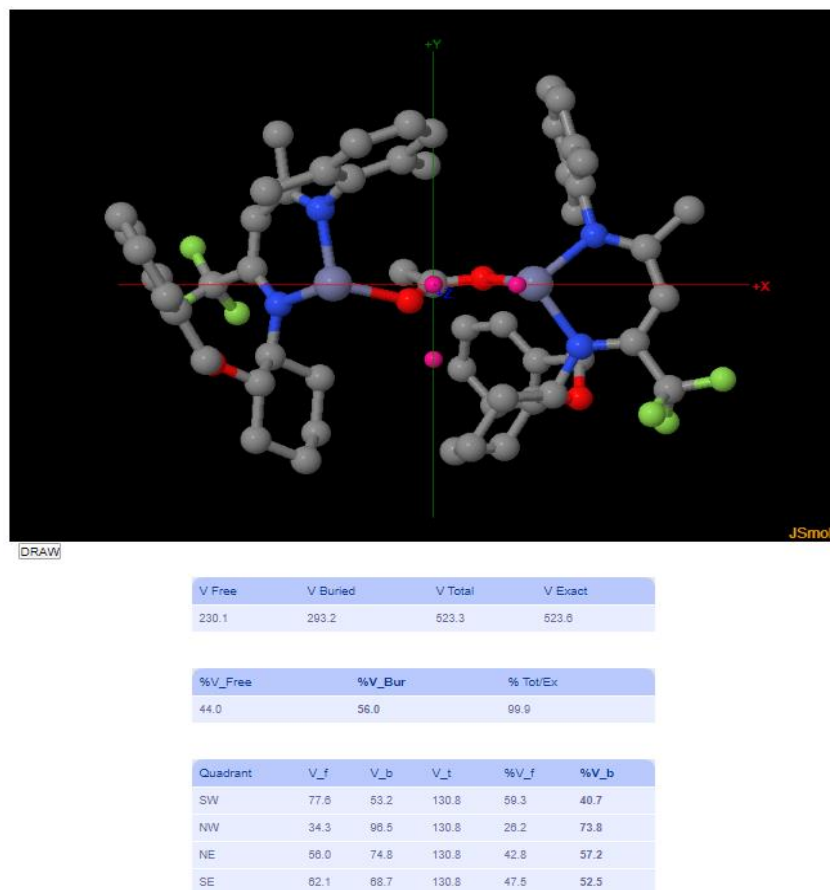 +Y
+X
Z
JSmol
DRAW
V Free V Buried V Total V Exact
230.1 293.2 523.3 523.6
%V_Free %V_Bur % Tot/Ex
44.0 56.0 99.9
Quadrant V_f V_b V_t %V_f %V_b
SW 77.6 53.2 130.8 59.3 40.7
NW 34.3 96.5 130.8 26.2 73.8
NE 56.0 74.8 130.8 42.8 57.2
SE 62.1 68.7 130.8 47.5 52.5